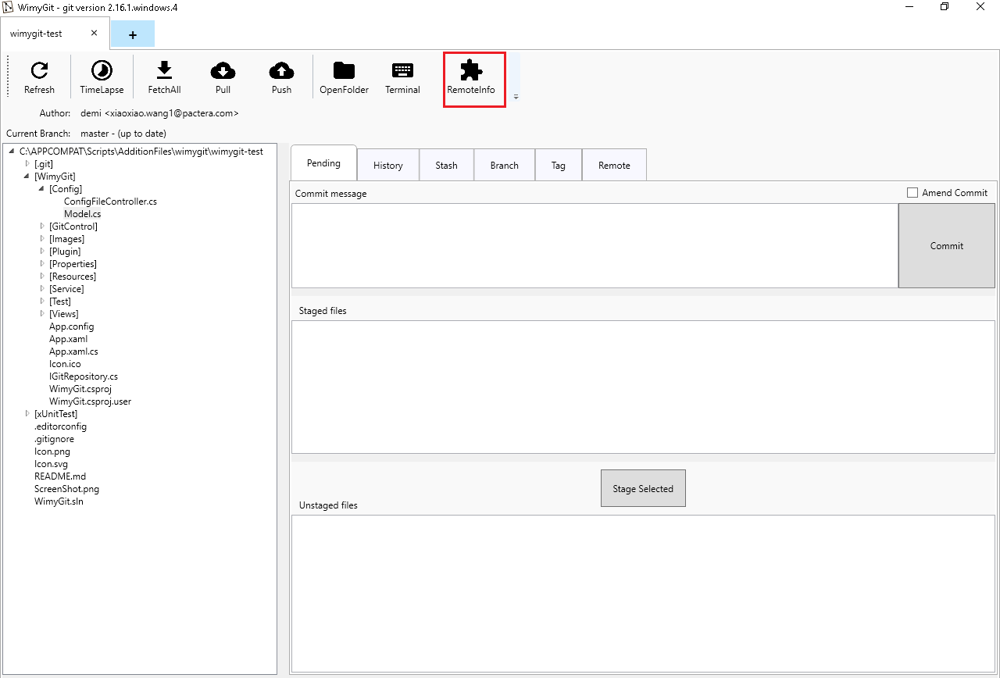 WimyGit - git version 2.16.1.windows.4
wimygit-test
+
Refresh
TimeLapse
FetchAll
Pull
Push
OpenFolder
Terminal
RemoteInfo
Author: demi <xiaoxiao.wang1@pactera.com>
Current Branch: master - (up to date)
C:\APPCOMPAT\Scripts\AdditionFiles\wimygit\wimygit-test
[.git]
[WimyGit]
[Config]
ConfigFileController.cs
Model.cs
[GitControl]
[Images]
[Plugin]
[Properties]
[Resources]
[Service]
[Test]
[Views]
App.config
App.xaml
App.xaml.cs
Icon.ico
IGitRepository.cs
WimyGit.csproj
WimyGit.csproj.user
[xUnitTest]
.editorconfig
.gitignore
Icon.png
Icon.svg
README.md
ScreenShot.png
WimyGit.sln
Pending
History
Stash
Branch
Tag
Remote
Commit message
Amend Commit
Commit
Staged files
Stage Selected
Unstaged files